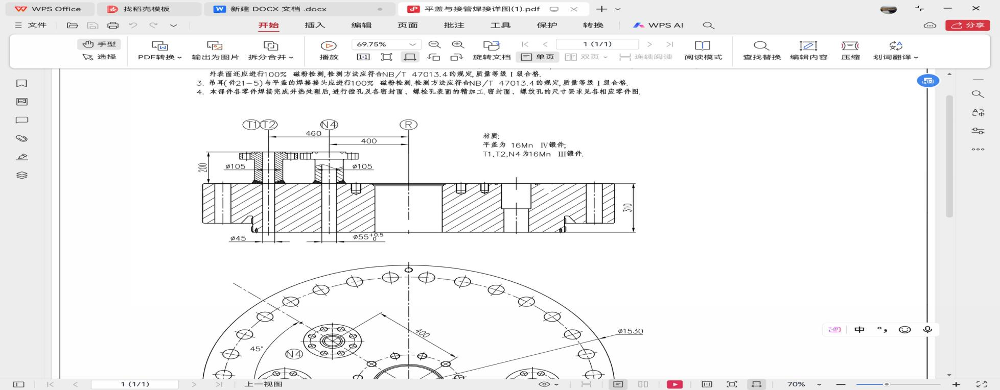 WPS Office
找稻壳模板
新建 DOCX 文档 .docx
平盖与接管焊接详图(1).pdf
文件
开始 插入 编辑 页面 批注 工具 保护 转换 WPS AI
分享
手型
选择
PDF转换
输出为图片
拆分合并
播放
69.75%
1:1
旋转文档
1 (1/1)
单页
双页
连续阅读
阅读模式
查找替换
编辑内容
压缩
划词翻译
外表面还应进行100% 磁粉检测,检测方法应符合NB/T 47013.4的规定,质量等级 I 级合格.
3. 吊耳(件21-5)与平盖的焊接接头应进行100% 磁粉检测.检测方法应符合NB/T 47013.4的规定,质量等级 I 级合格.
4. 本部件各零件焊接完成并热处理后,进行镗孔及各密封面、螺栓孔表面的精加工.密封面、螺纹孔的尺寸要求见各相应零件图.
T1 T2 N4 R
460
400
材质:
平盖为 16Mn IV锻件;
T1,T2,N4为16Mn III锻件.
200
ø105
ø105
310
ø45
ø55+0.5 0
400
ø1530
45°
N4
中
1 (1/1)
上一视图
70%